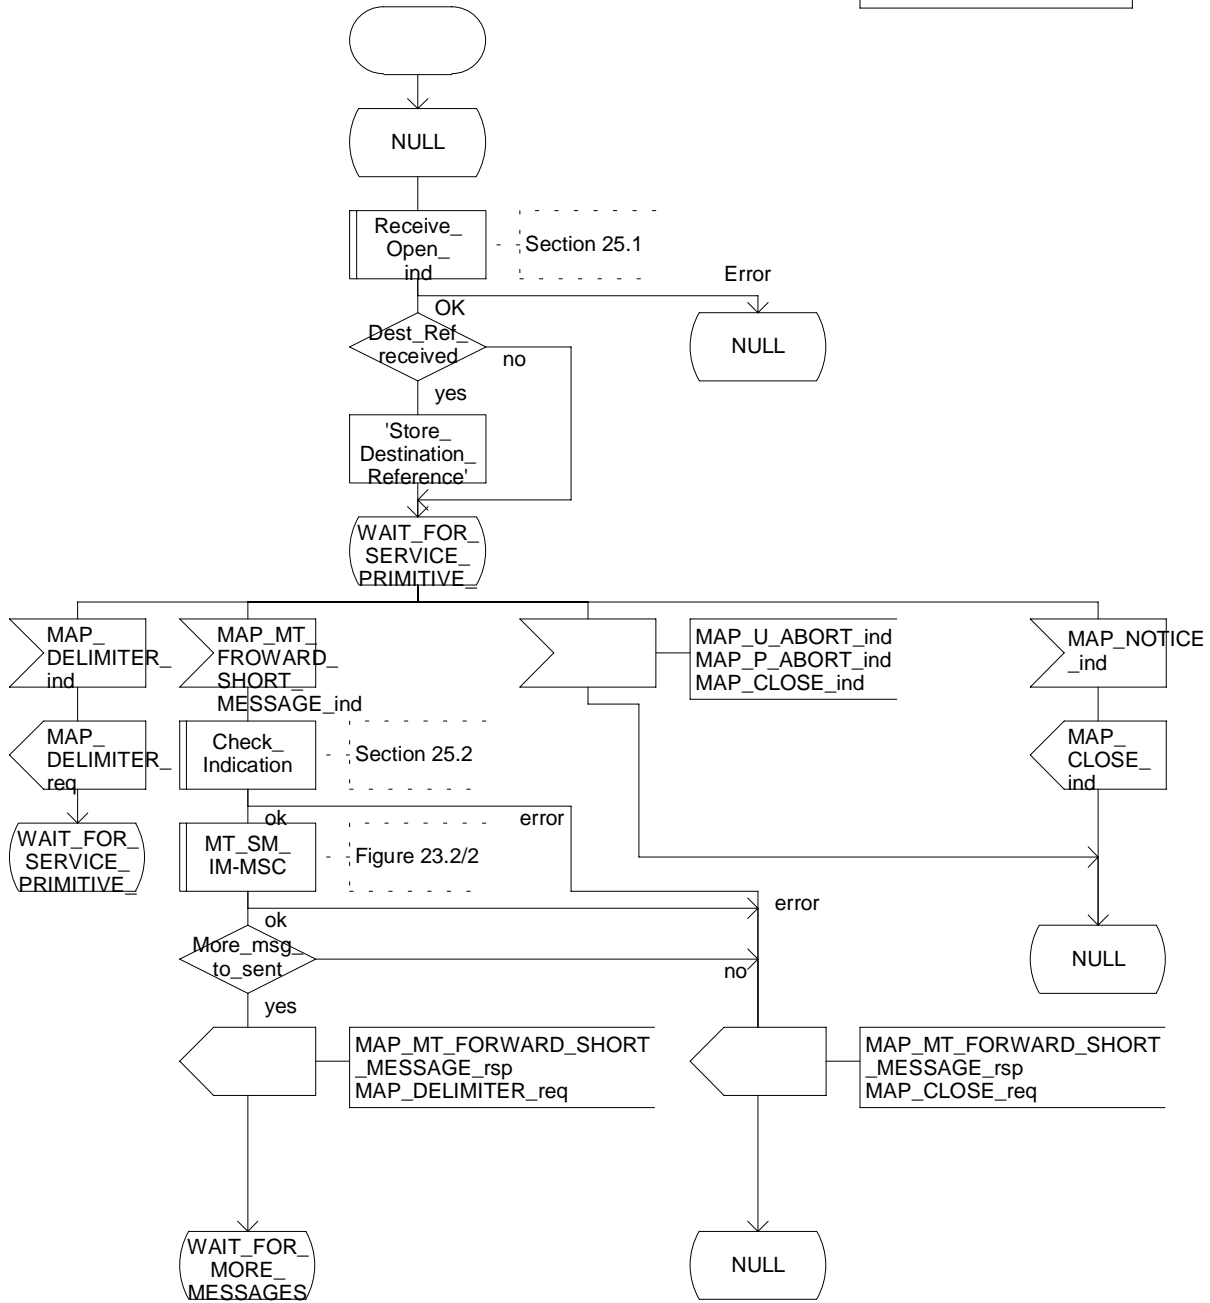 NULL
Receive_
Open_
ind
Section 25.1
Error
OK
Dest_Ref_
received
no
NULL
yes
'Store_
Destination_
Reference'
WAIT_FOR_
SERVICE_
PRIMITIVE_
MAP_
DELIMITER_
ind
MAP_MT_
FROWARD_
SHORT_
MESSAGE_ind
MAP_U_ABORT_ind
MAP_P_ABORT_ind
MAP_CLOSE_ind
MAP_NOTICE
_ind
MAP_
DELIMITER_
req
Check_
Indication
Section 25.2
MAP_
CLOSE_
ind
ok
error
WAIT_FOR_
SERVICE_
PRIMITIVE_
MT_SM_
IM-MSC
Figure 23.2/2
error
ok
More_msg_
to_sent
no
NULL
yes
MAP_MT_FORWARD_SHORT
_MESSAGE_rsp
MAP_DELIMITER_req
MAP_MT_FORWARD_SHORT
_MESSAGE_rsp
MAP_CLOSE_req
WAIT_FOR_
MORE_
MESSAGES
NULL